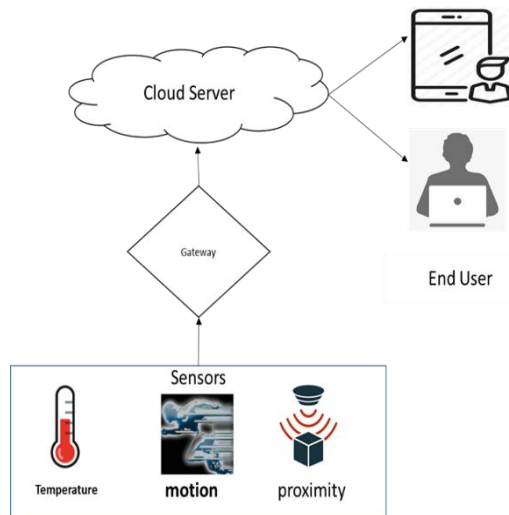 Cloud Server
Gateway
End User
Sensors
Temperature
motion
proximity